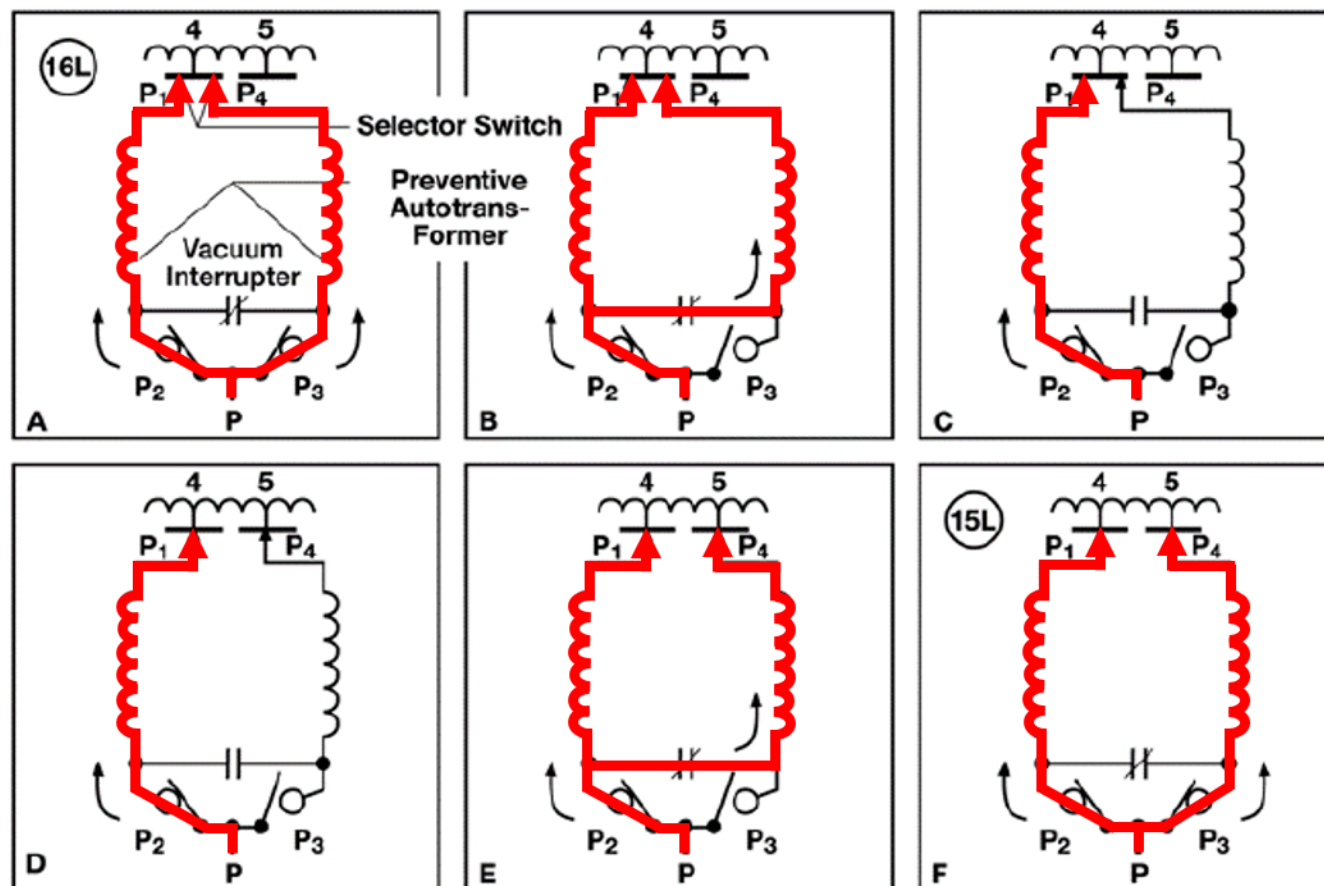 16L
4 5
P1 P4
Selector Switch
Preventive
Autotrans-
Former
Vacuum
Interrupter
P2 P3
P
A
4 5
P1 P4
P2 P3
P
B
4 5
P1 P4
P2 P3
P
C
4 5
P1 P4
P2 P3
P
D
4 5
P1 P4
P2 P3
P
E
15L
4 5
P1 P4
P2 P3
P
F